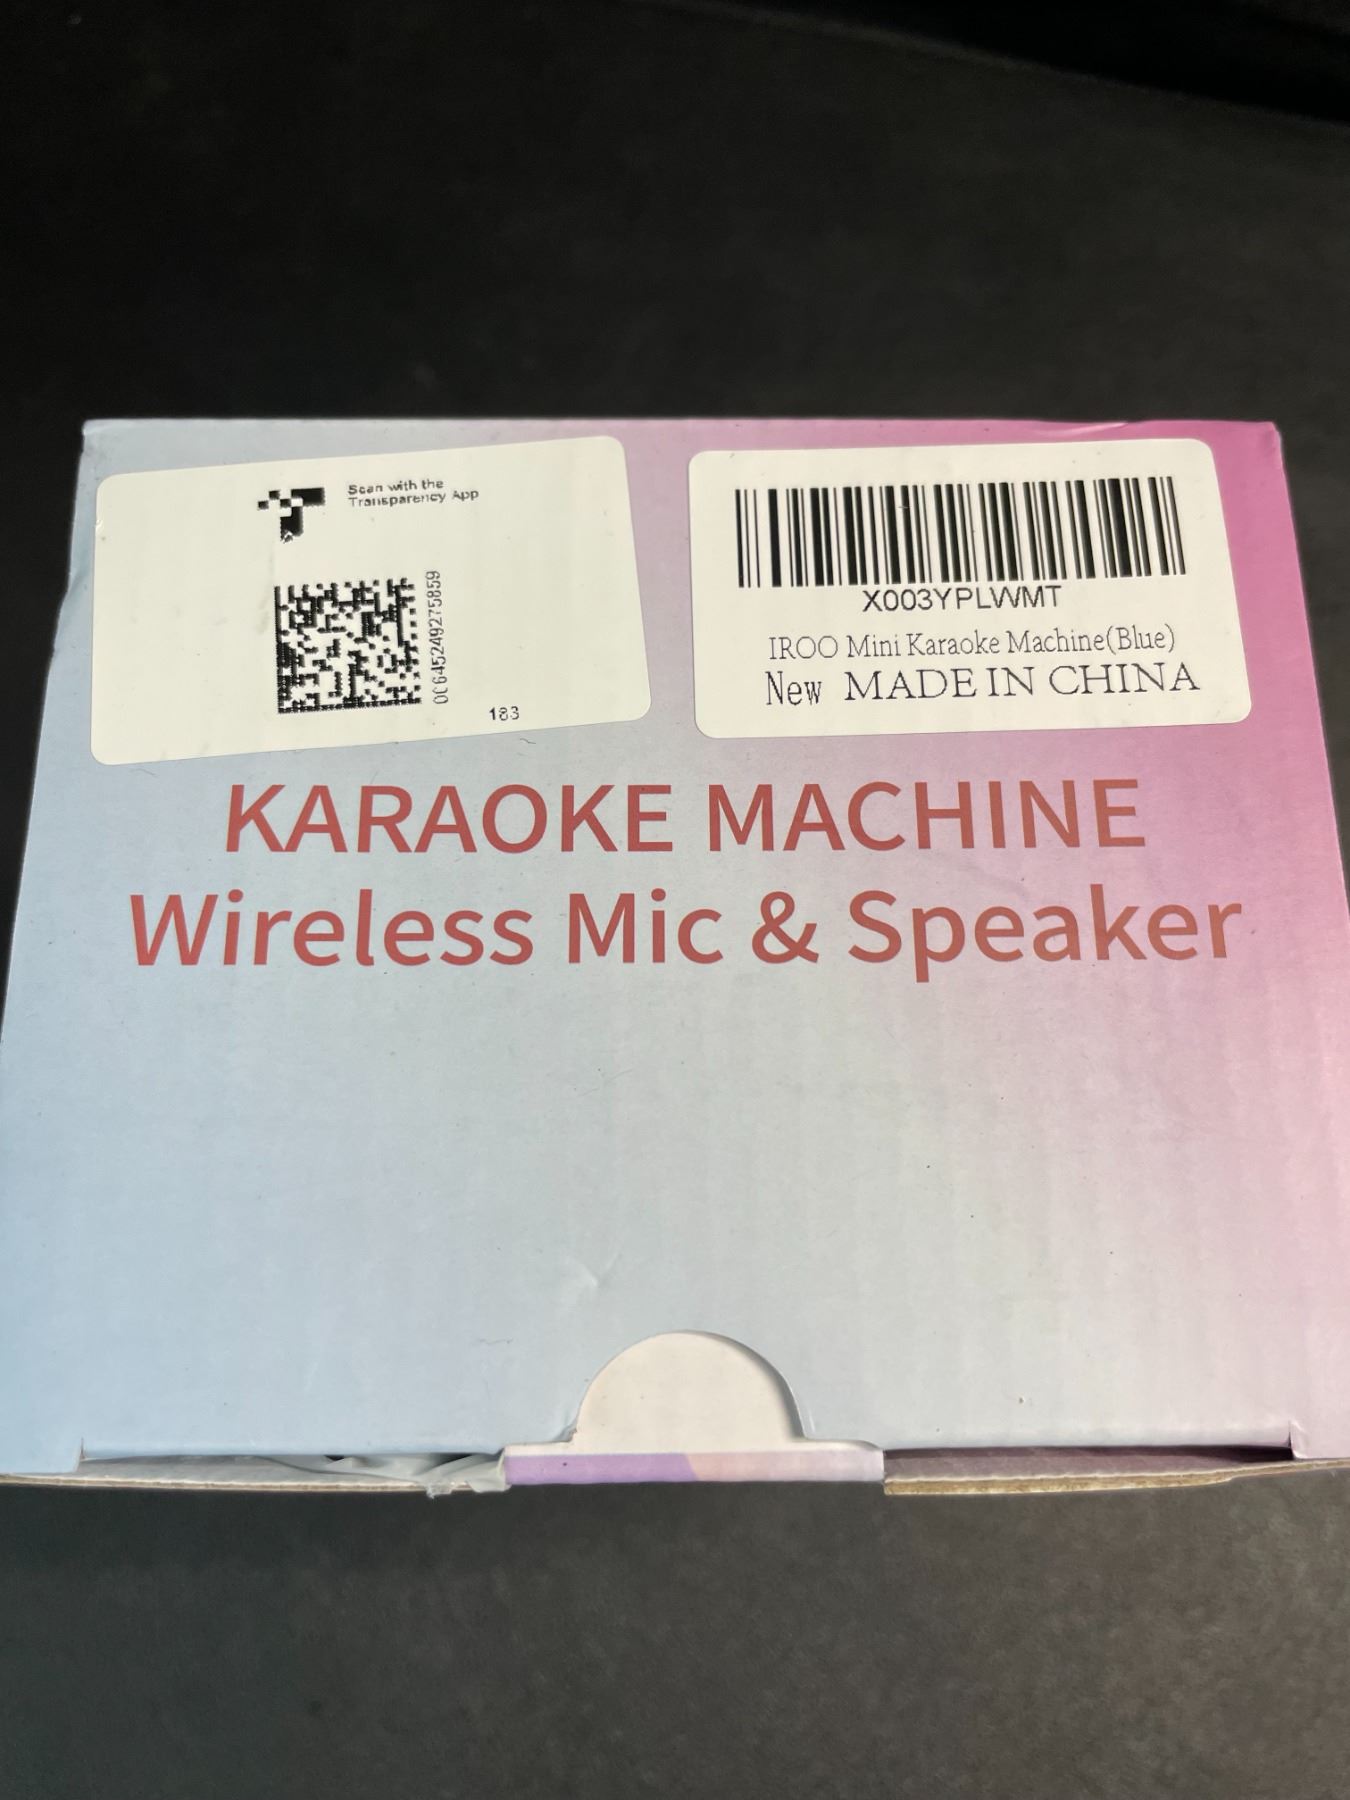 Scan with the
Transparency App
0C645249275859
183
X003YPLWMT
IROO Mini Karaoke Machine(Blue)
New MADE IN CHINA
KARAOKE MACHINE
Wireless Mic & Speaker